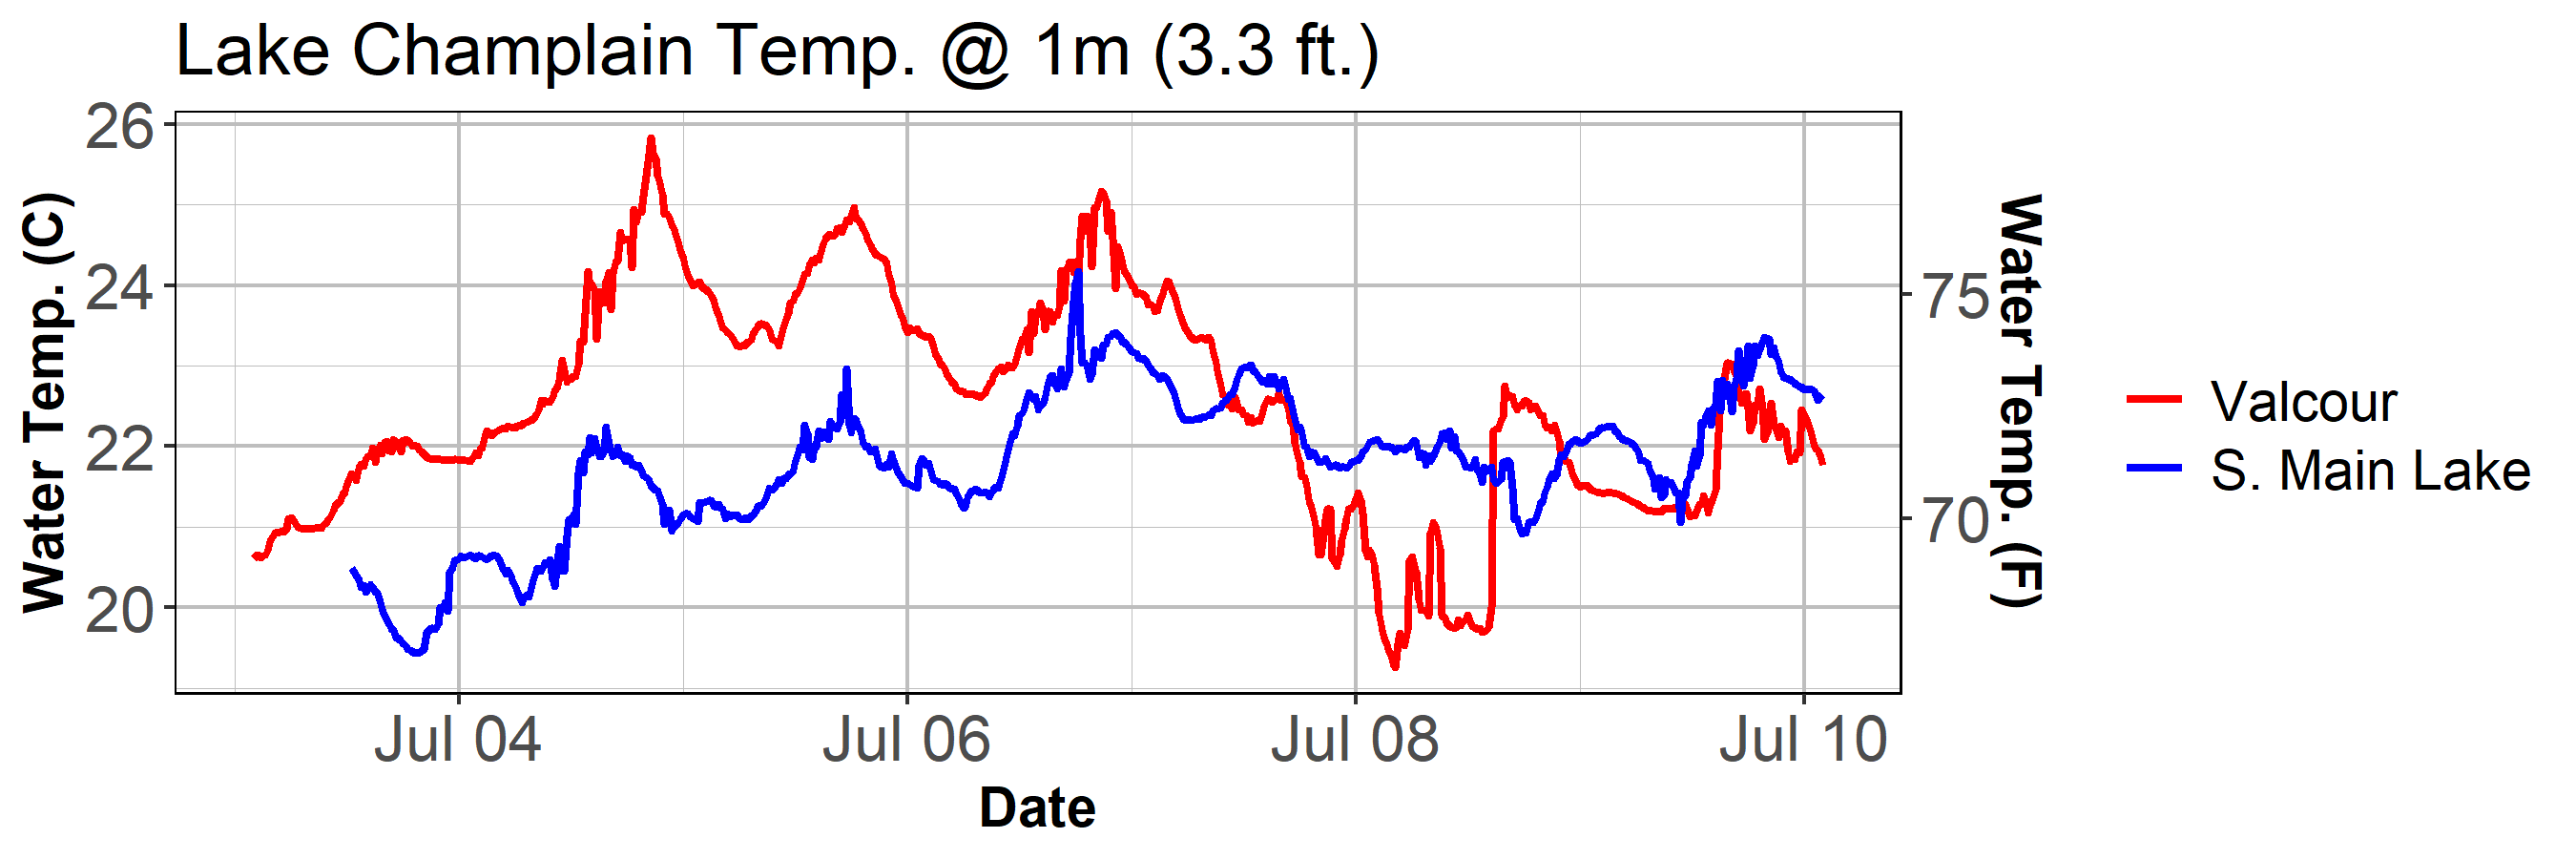 Lake Champlain Temp. @ 1m (3.3 ft.)
Water Temp. (C)
26
24
22
20
Water Temp. (F)
75
70
Jul 04
Jul 06
Jul 08
Jul 10
Date
Valcour
S. Main Lake